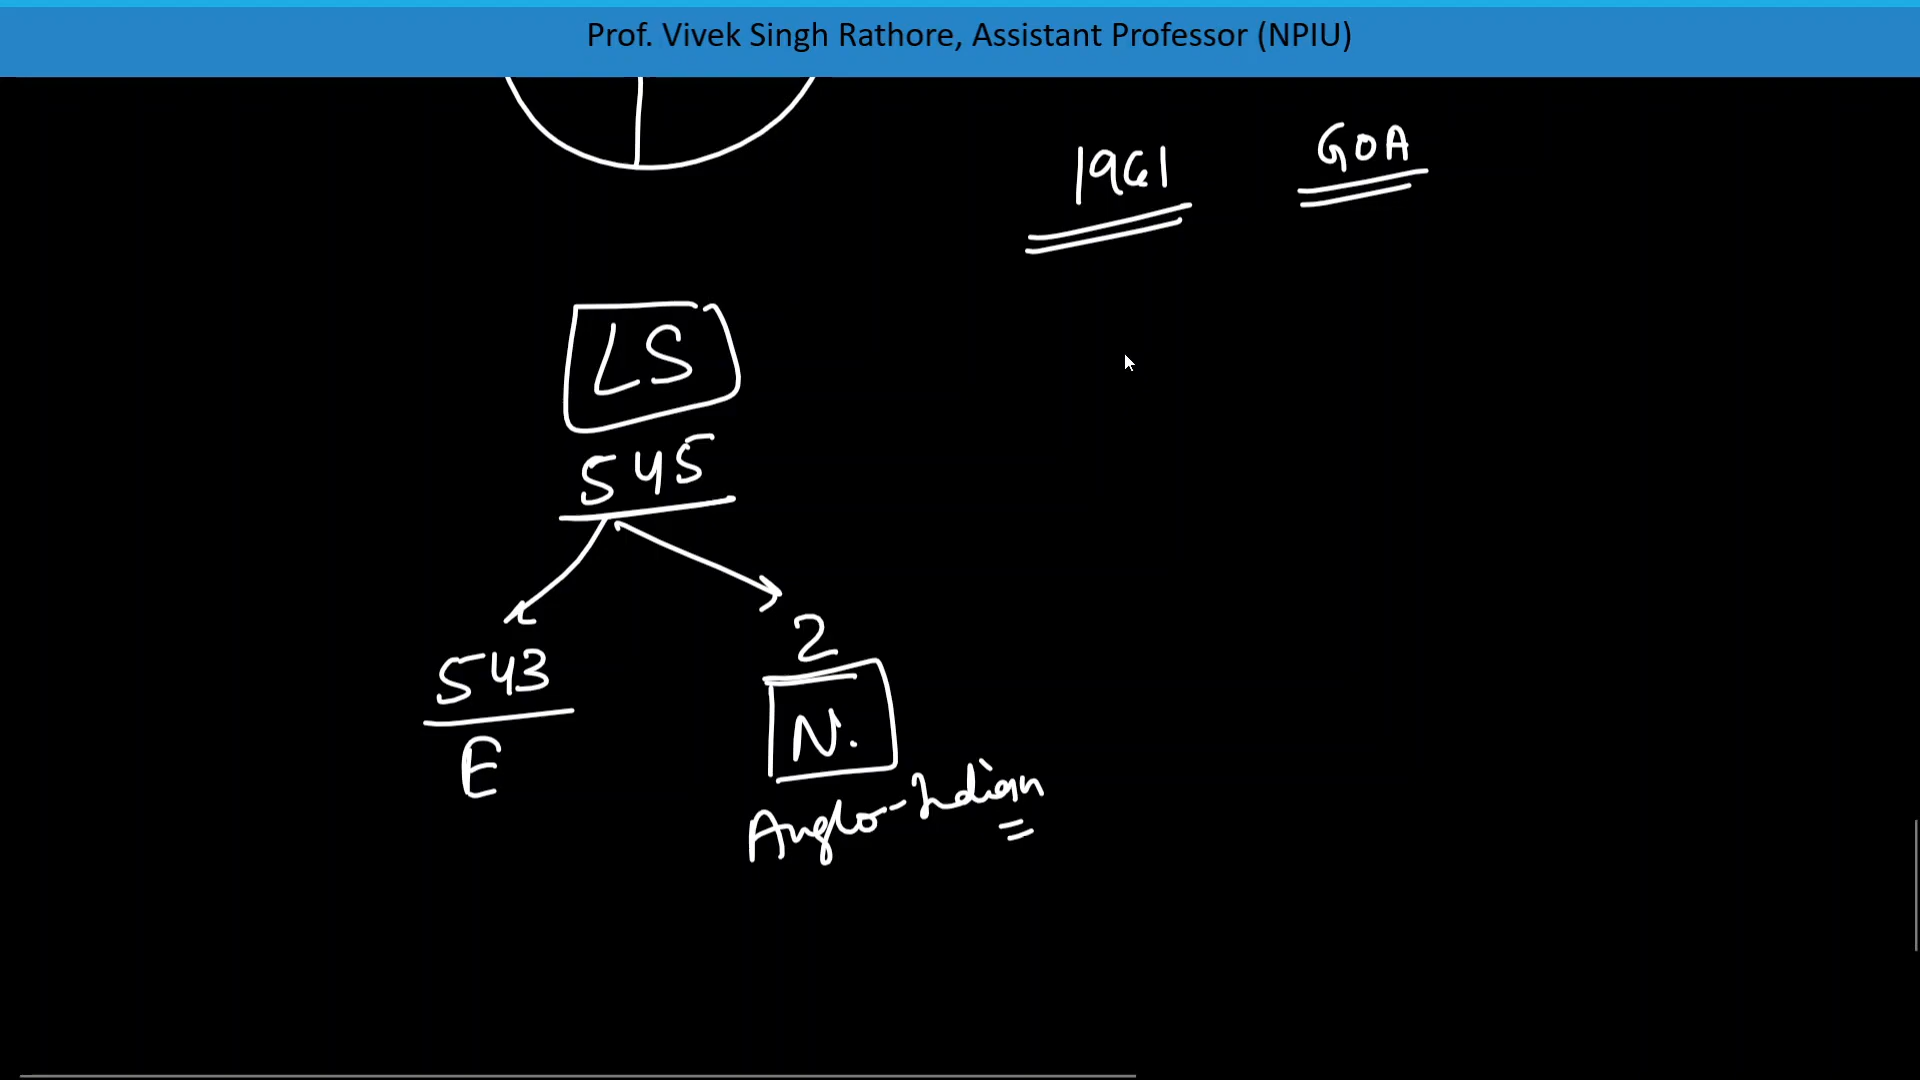 Prof. Vivek Singh Rathore, Assistant Professor (NPIU)
1961
GOA
LS
545
543
2
E
N.
Anglo-Indian